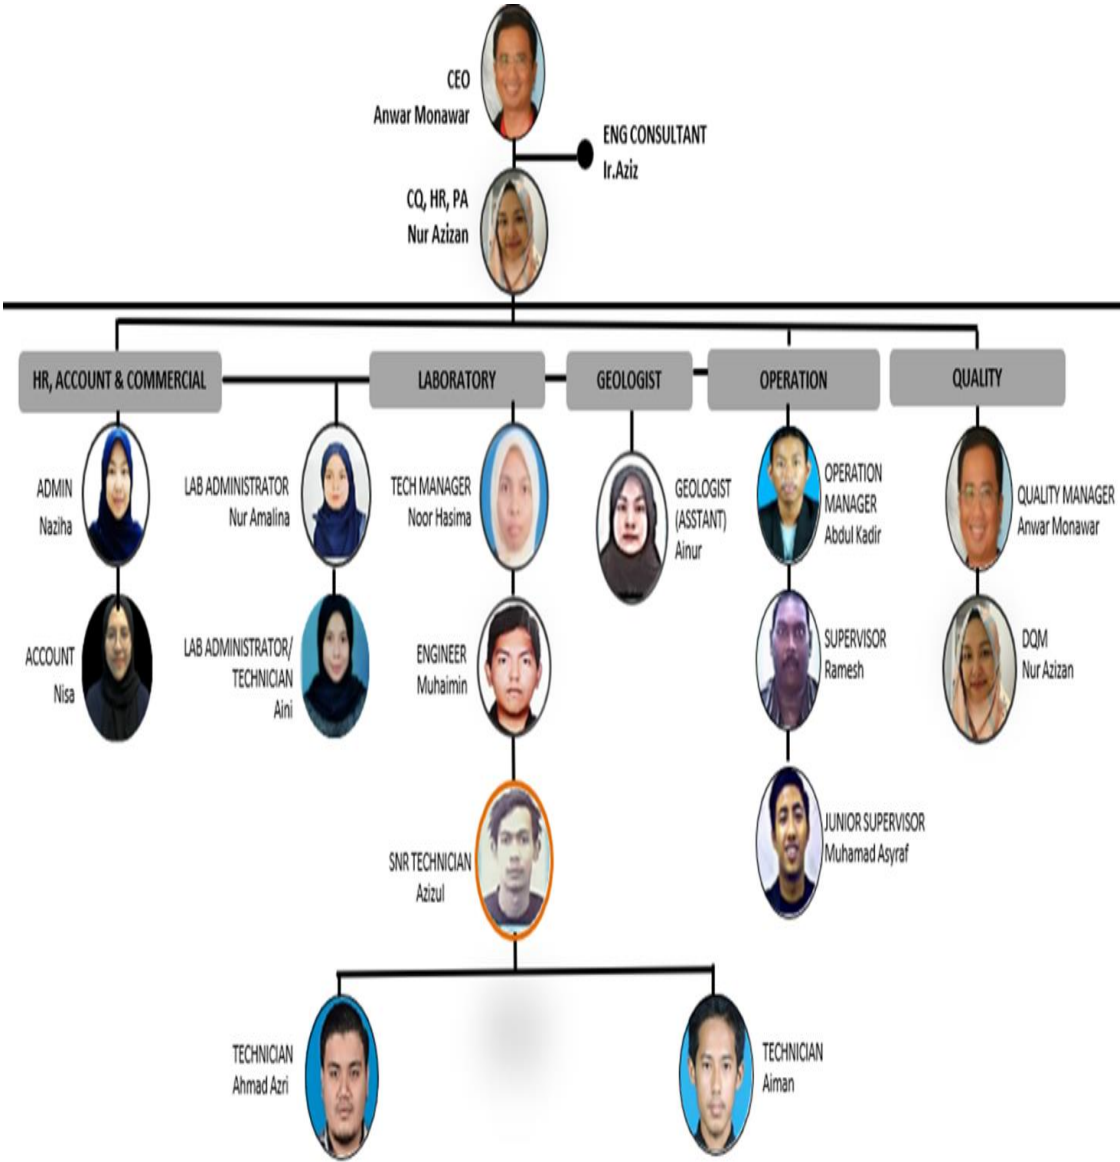 CEO
Anwar Monawar
ENG CONSULTANT
Ir.Aziz
CQ, HR, PA
Nur Azizan
HR, ACCOUNT & COMMERCIAL
LABORATORY
GEOLOGIST
OPERATION
QUALITY
ADMIN
Naziha
LAB ADMINISTRATOR
Nur Amalina
TECH MANAGER
Noor Hasima
GEOLOGIST
(ASSTANT)
Ainur
OPERATION
MANAGER
Abdul Kadir
QUALITY MANAGER
Anwar Monawar
ACCOUNT
Nisa
LAB ADMINISTRATOR/
TECHNICIAN
Aini
ENGINEER
Muhaimin
SUPERVISOR
Ramesh
DQM
Nur Azizan
SNR TECHNICIAN
Azizul
JUNIOR SUPERVISOR
Muhamad Asyraf
TECHNICIAN
Ahmad Azri
TECHNICIAN
Aiman